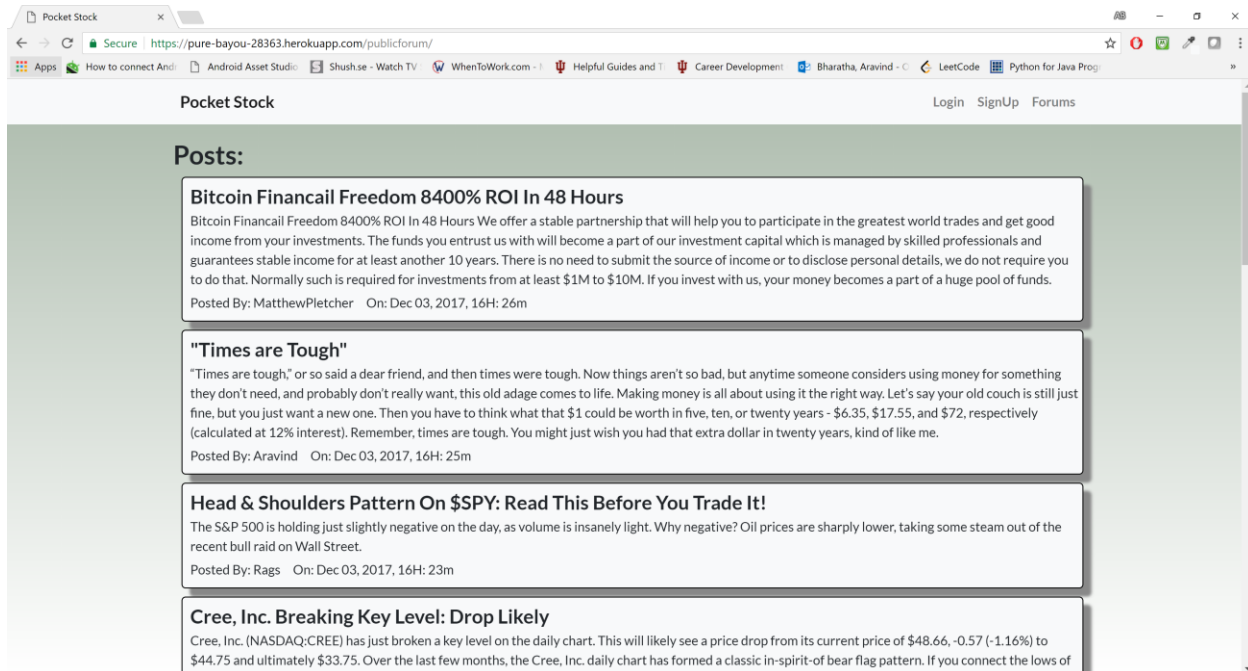 Pocket Stock
AB
Secure https://pure-bayou-28363.herokuapp.com/publicforum/
Apps How to connect Andr Android Asset Studio Shush.se - Watch TV WhenToWork.com - Helpful Guides and Ti Career Development Bharatha, Aravind - C LeetCode Python for Java Prog
Pocket Stock Login SignUp Forums
Posts:
Bitcoin Financail Freedom 8400% ROI In 48 Hours
Bitcoin Financail Freedom 8400% ROI In 48 Hours We offer a stable partnership that will help you to participate in the greatest world trades and get good
income from your investments. The funds you entrust us with will become a part of our investment capital which is managed by skilled professionals and
guarantees stable income for at least another 10 years. There is no need to submit the source of income or to disclose personal details, we do not require you
to do that. Normally such is required for investments from at least $1M to $10M. If you invest with us, your money becomes a part of a huge pool of funds.
Posted By: MatthewPletcher On: Dec 03, 2017, 16H: 26m
"Times are Tough"
“Times are tough,” or so said a dear friend, and then times were tough. Now things aren’t so bad, but anytime someone considers using money for something
they don’t need, and probably don’t really want, this old adage comes to life. Making money is all about using it the right way. Let’s say your old couch is still just
fine, but you just want a new one. Then you have to think what that $1 could be worth in five, ten, or twenty years - $6.35, $17.55, and $72, respectively
(calculated at 12% interest). Remember, times are tough. You might just wish you had that extra dollar in twenty years, kind of like me.
Posted By: Aravind On: Dec 03, 2017, 16H: 25m
Head & Shoulders Pattern On $SPY: Read This Before You Trade It!
The S&P 500 is holding just slightly negative on the day, as volume is insanely light. Why negative? Oil prices are sharply lower, taking some steam out of the
recent bull raid on Wall Street.
Posted By: Rags On: Dec 03, 2017, 16H: 23m
Cree, Inc. Breaking Key Level: Drop Likely
Cree, Inc. (NASDAQ:CREE) has just broken a key level on the daily chart. This will likely see a price drop from its current price of $48.66, -0.57 (-1.16%) to
$44.75 and ultimately $33.75. Over the last few months, the Cree, Inc. daily chart has formed a classic in-spirit-of bear flag pattern. If you connect the lows of